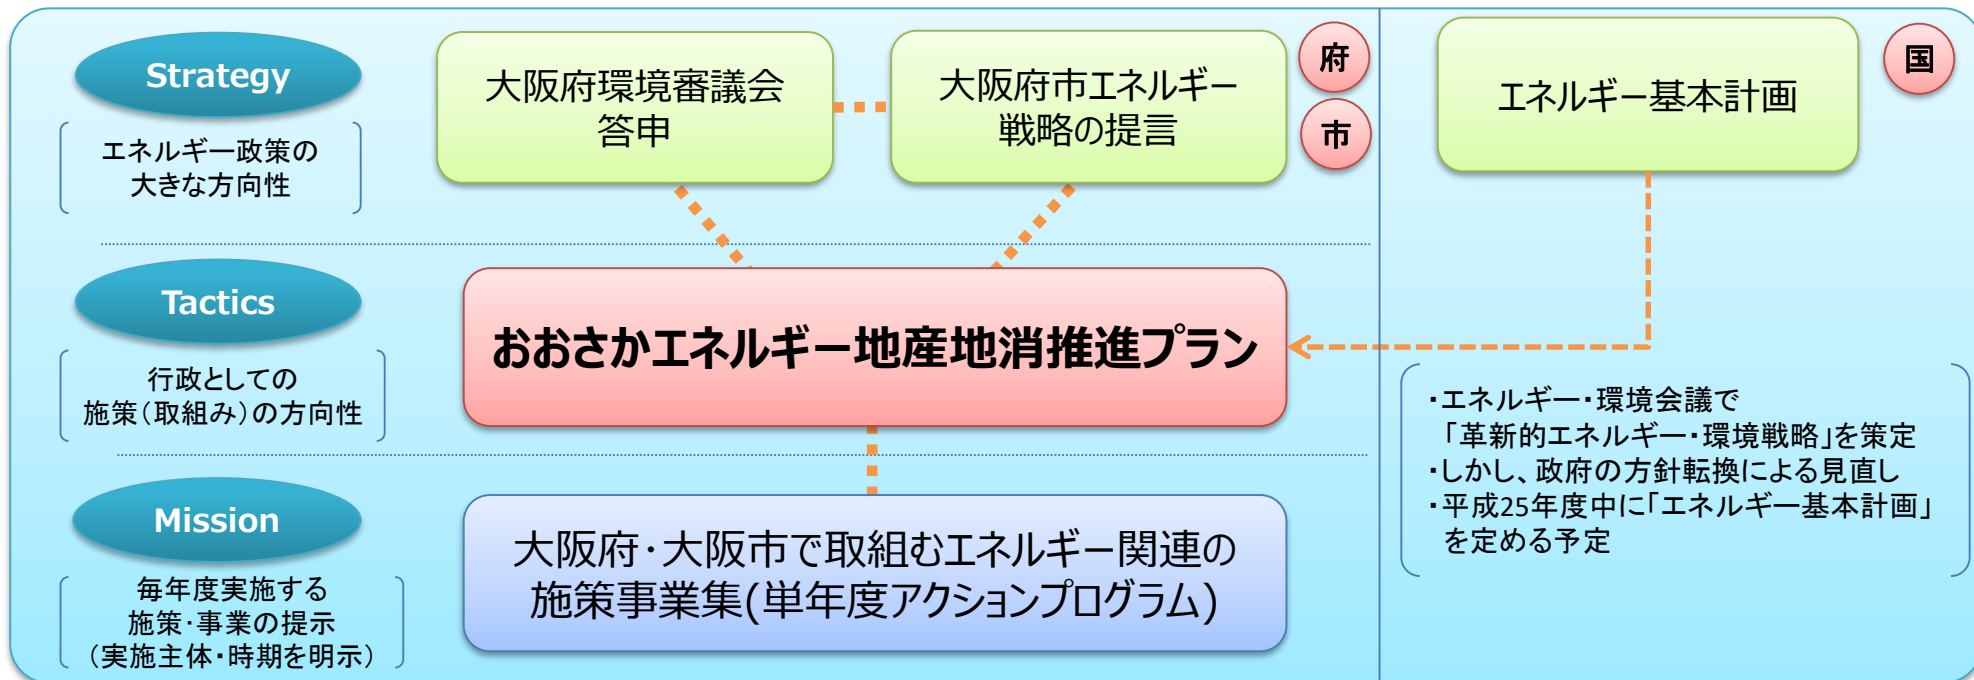 Strategy
エネルギー政策の
大きな方向性
大阪府環境審議会
答申
大阪府市エネルギー
戦略の提言
府
市
エネルギー基本計画
国
Tactics
行政としての
施策(取組み)の方向性
おおさかエネルギー地産地消推進プラン
・エネルギー・環境会議で
「革新的エネルギー・環境戦略」を策定
・しかし、政府の方針転換による見直し
・平成25年度中に「エネルギー基本計画」
を定める予定
Mission
毎年度実施する
施策・事業の提示
(実施主体・時期を明示)
大阪府・大阪市で取組むエネルギー関連の
施策事業集(単年度アクションプログラム)